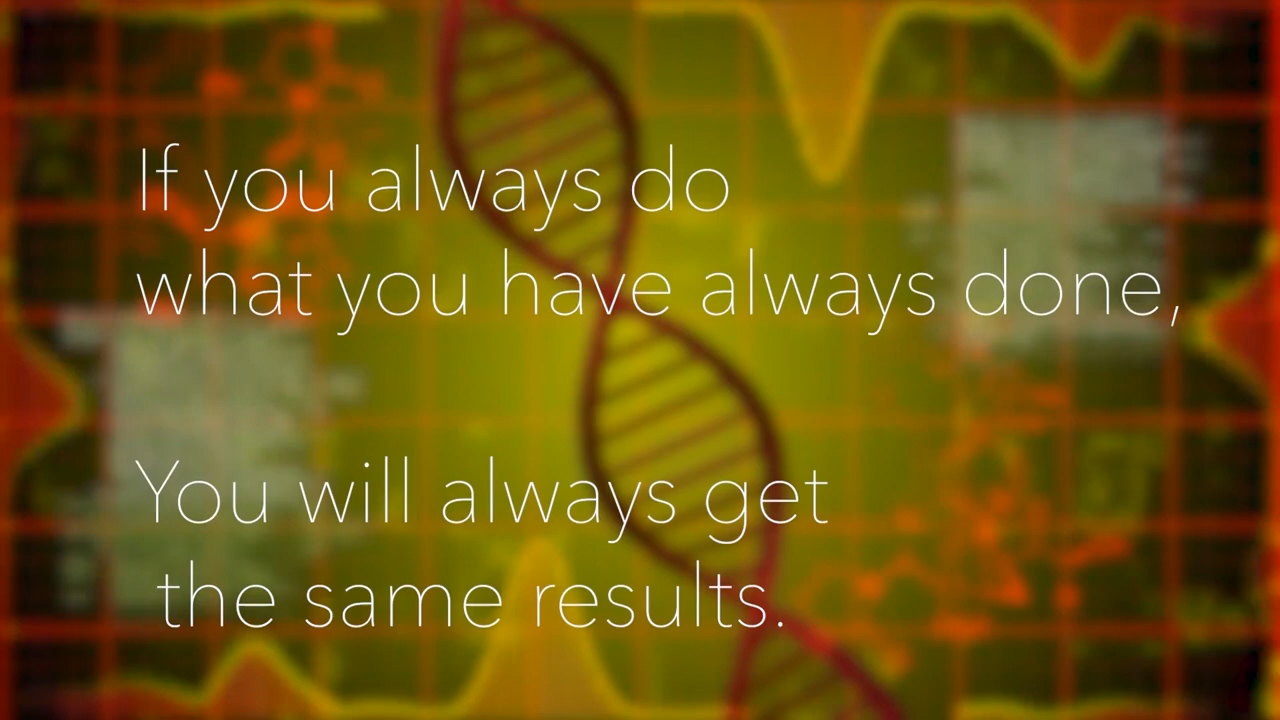 If you always do
what you have always done,
You will always get
the same results.